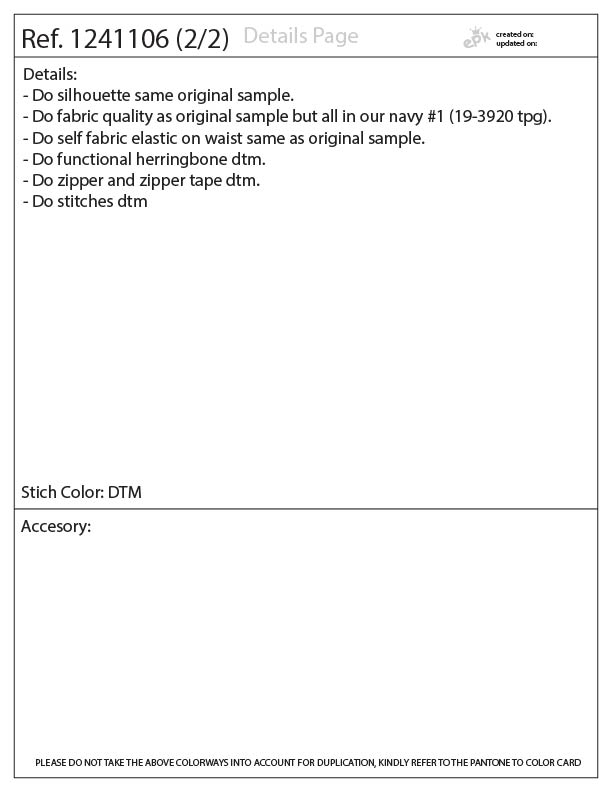 Ref. 1241106 (2/2) Details Page
epk
created on:
updated on:
Details:
- Do silhouette same original sample.
- Do fabric quality as original sample but all in our navy #1 (19-3920 tpg).
- Do self fabric elastic on waist same as original sample.
- Do functional herringbone dtm.
- Do zipper and zipper tape dtm.
- Do stitches dtm
Stich Color: DTM
Accesory:
PLEASE DO NOT TAKE THE ABOVE COLORWAYS INTO ACCOUNT FOR DUPLICATION, KINDLY REFER TO THE PANTONE TO COLOR CARD